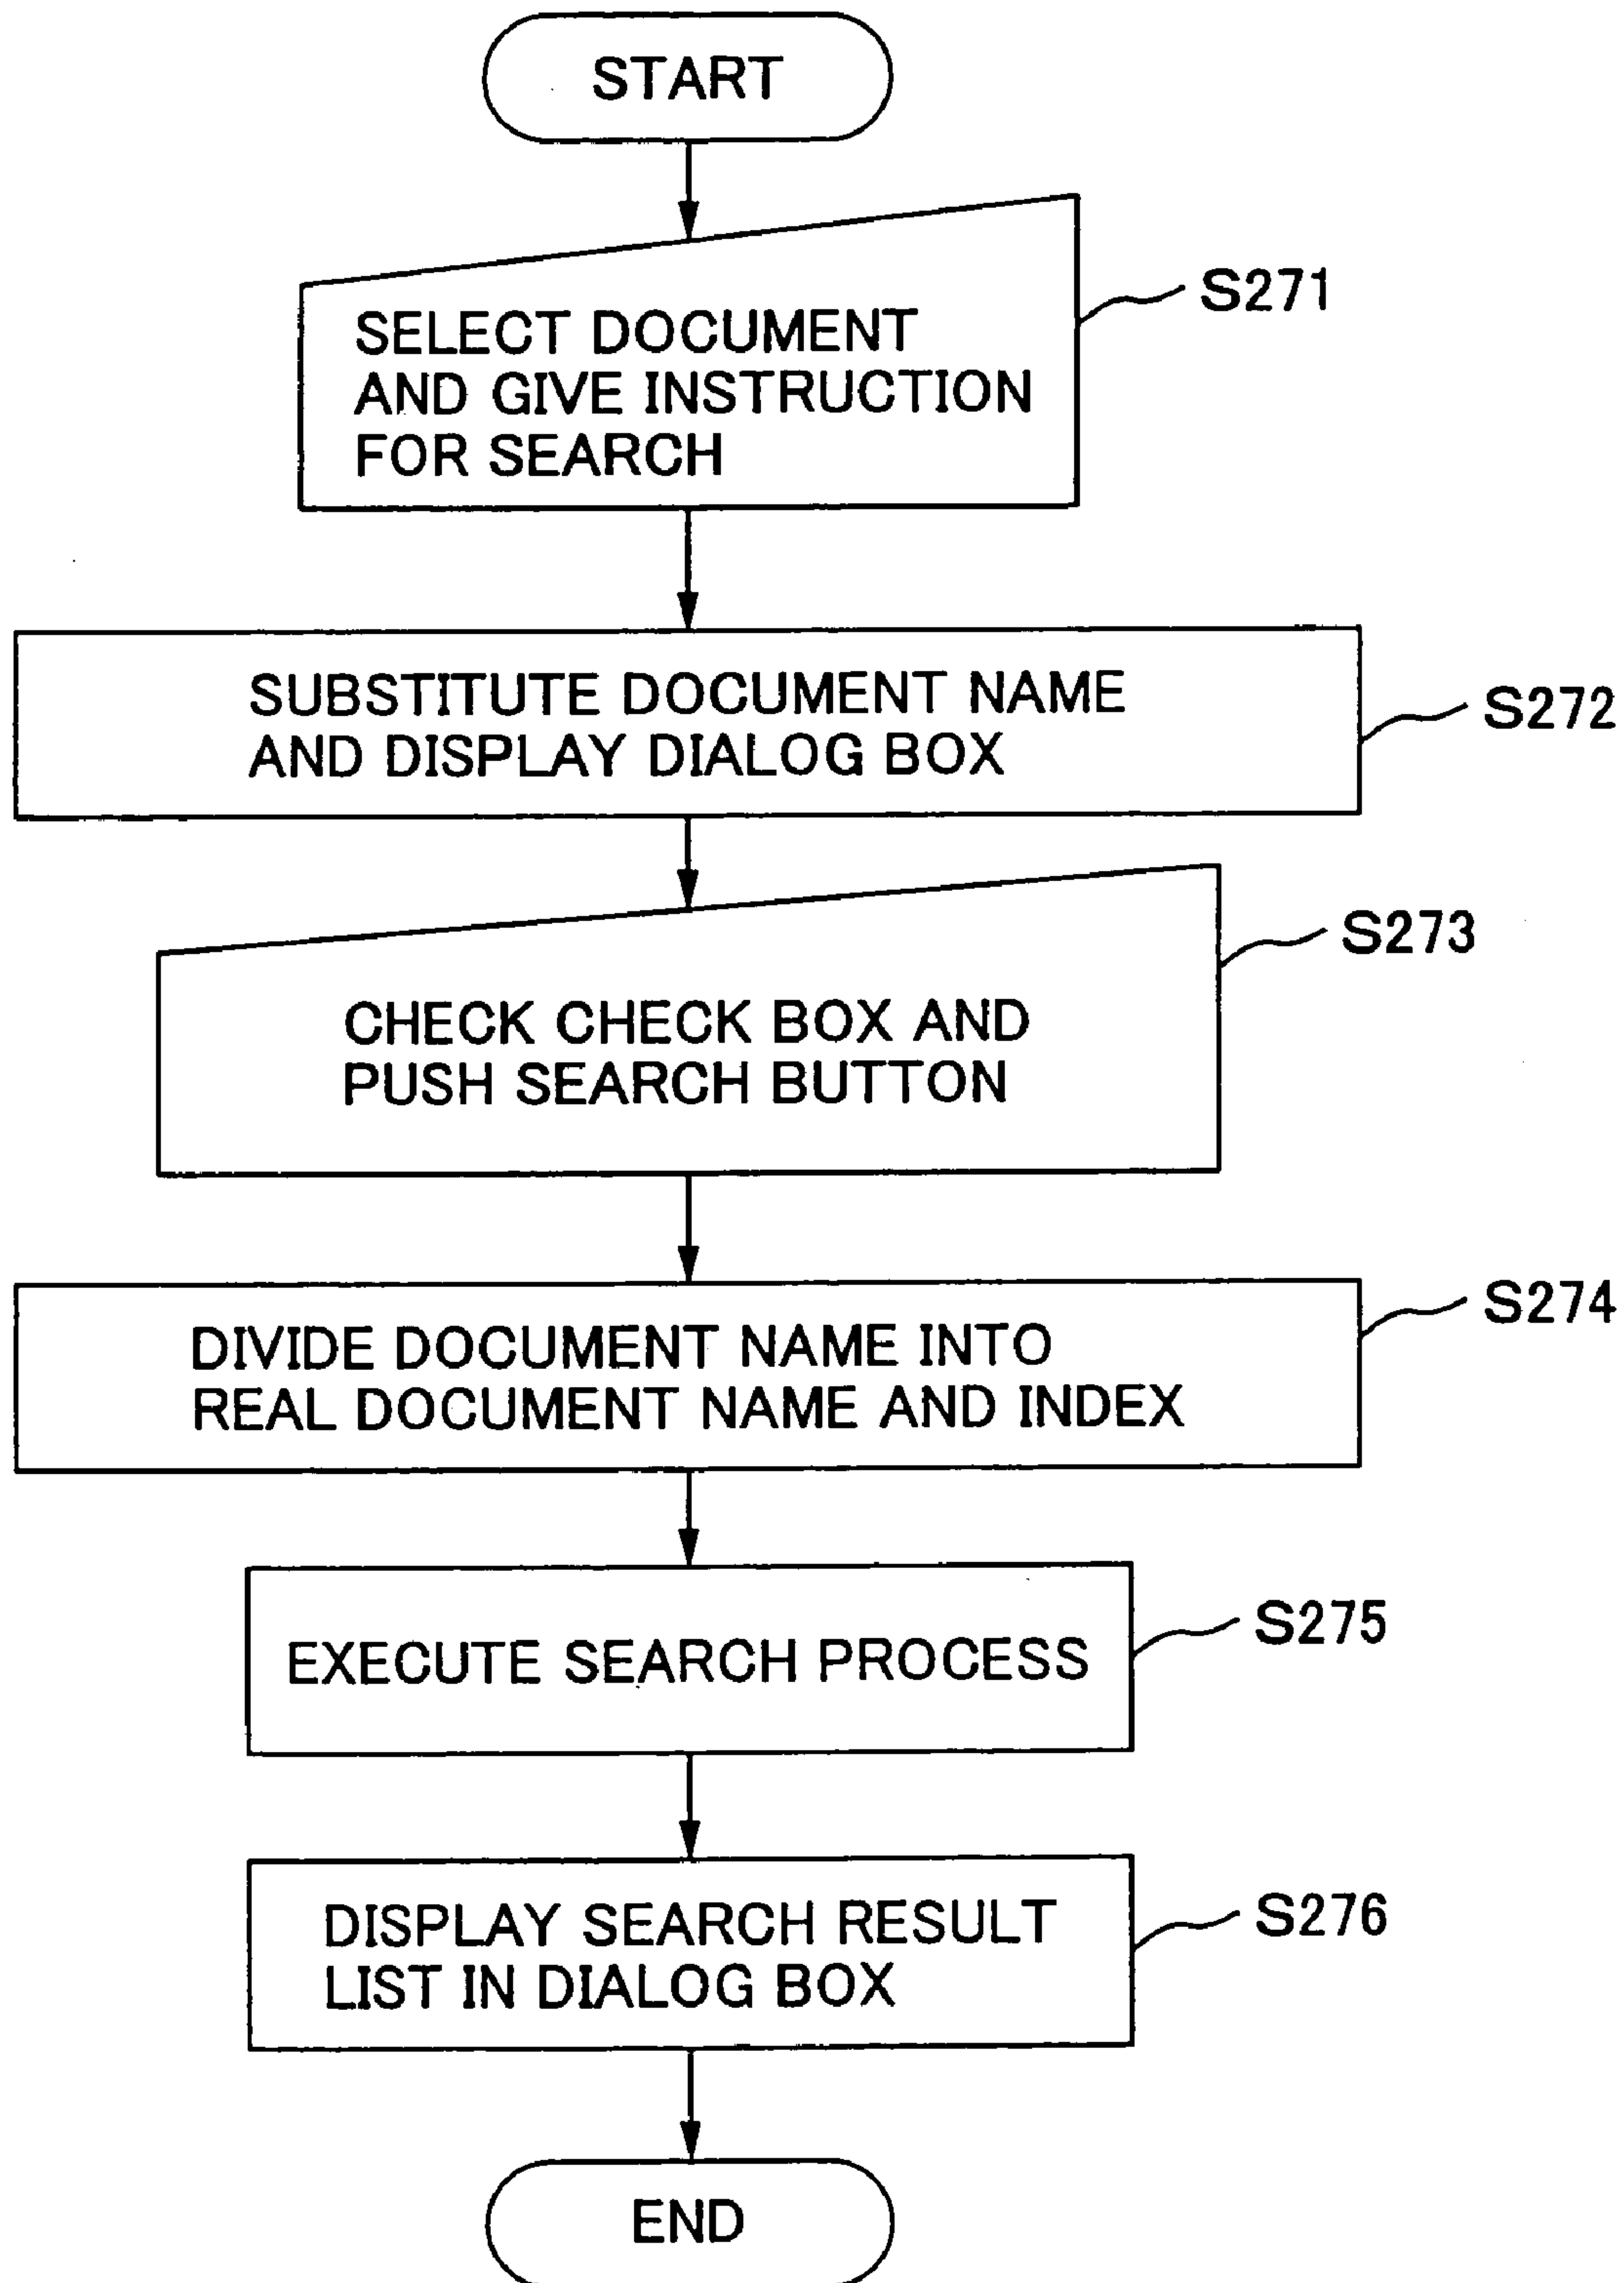 START
SELECT DOCUMENT
AND GIVE INSTRUCTION
FOR SEARCH
S271
SUBSTITUTE DOCUMENT NAME
AND DISPLAY DIALOG BOX
S272
CHECK CHECK BOX AND
PUSH SEARCH BUTTON
S273
DIVIDE DOCUMENT NAME INTO
REAL DOCUMENT NAME AND INDEX
S274
EXECUTE SEARCH PROCESS
S275
DISPLAY SEARCH RESULT
LIST IN DIALOG BOX
S276
END